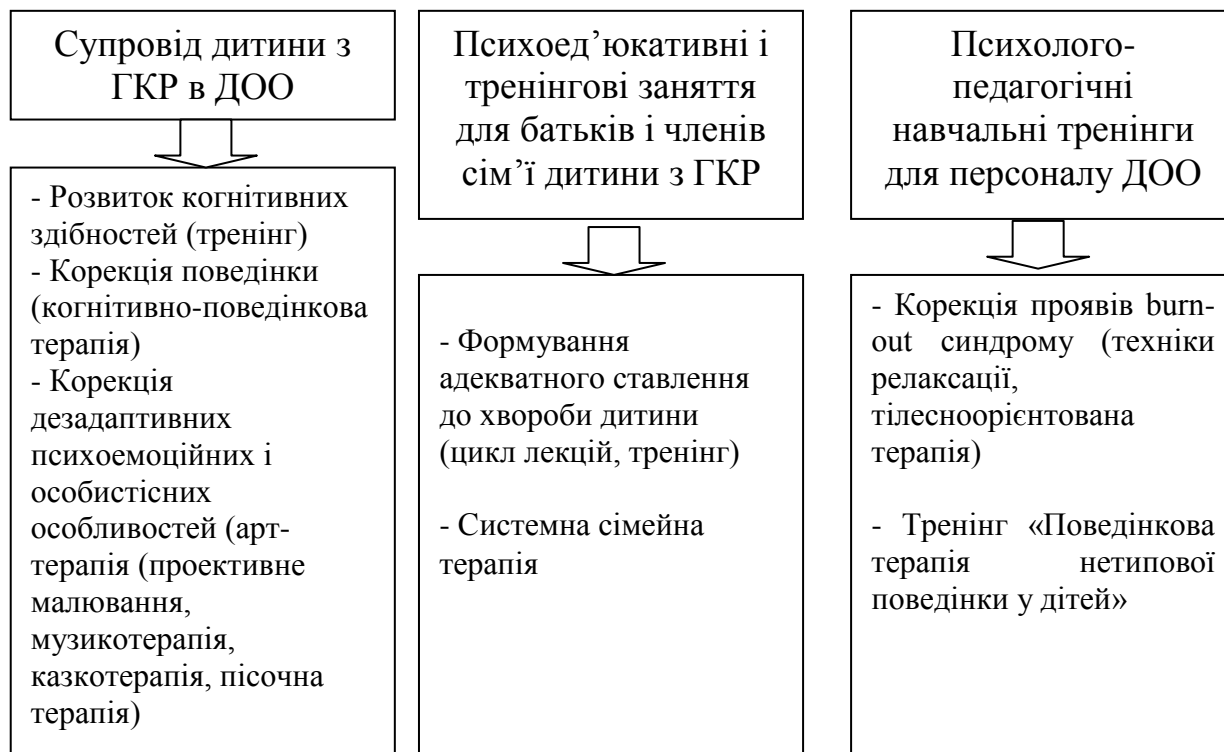 Супровід дитини з
ГКР в ДОО
- Розвиток когнітивних
здібностей (тренінг)
- Корекція поведінки
(когнітивно-поведінкова
терапія)
- Корекція
дезадаптивних
психоемоційних і
особистісних
особливостей (арт-
терапія (проективне
малювання,
музикотерапія,
казкотерапія, пісочна
терапія)
Психоед’юкативні і
тренінгові заняття
для батьків і членів
сім’ї дитини з ГКР
- Формування
адекватного ставлення
до хвороби дитини
(цикл лекцій, тренінг)
- Системна сімейна
терапія
Психолого-
педагогічні
навчальні тренінги
для персоналу ДОО
- Корекція проявів burn-
out синдрому (техніки
релаксації,
тілесноорієнтована
терапія)
- Тренінг «Поведінкова
терапія нетипової
поведінки у дітей»